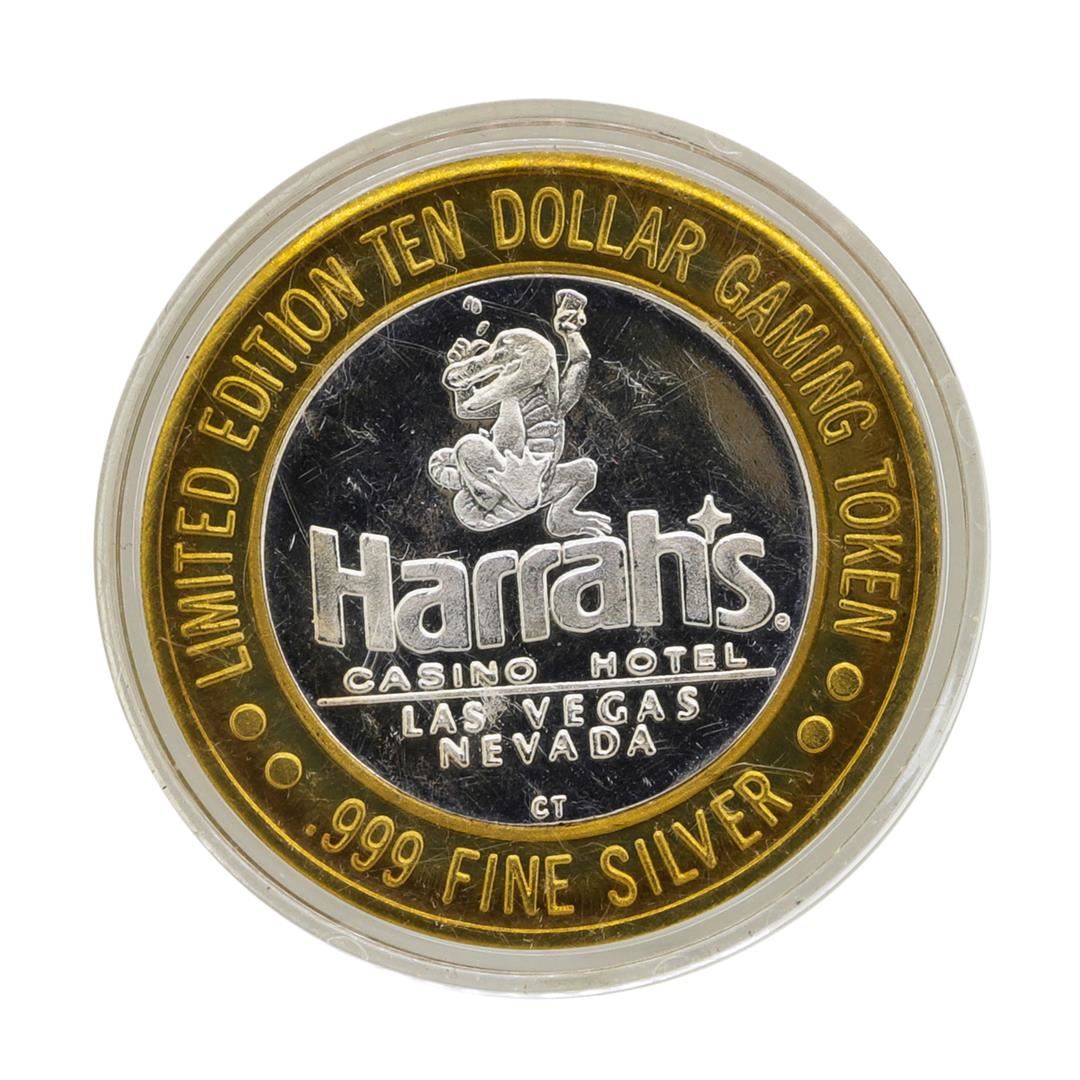 LIMITED EDITION TEN DOLLAR GAMING TOKEN
Harrah's
CASINO HOTEL
LAS VEGAS
NEVADA
CT
.999 FINE SILVER